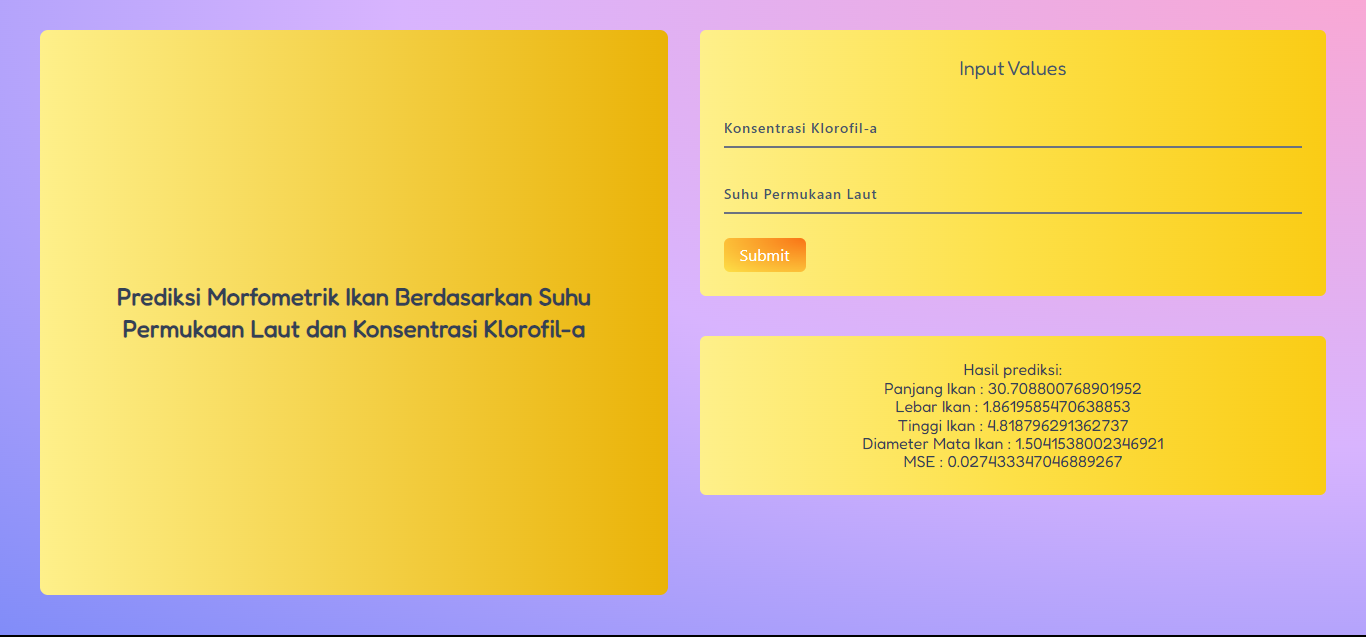 Prediksi Morfometrik Ikan Berdasarkan Suhu
Permukaan Laut dan Konsentrasi Klorofil-a
Input Values
Konsentrasi Klorofil-a
Suhu Permukaan Laut
Submit
Hasil prediksi:
Panjang Ikan : 30.708800768901952
Lebar Ikan : 1.8619585470638853
Tinggi Ikan : 4.818796291362737
Diameter Mata Ikan : 1.5041538002346921
MSE : 0.027433347046889267